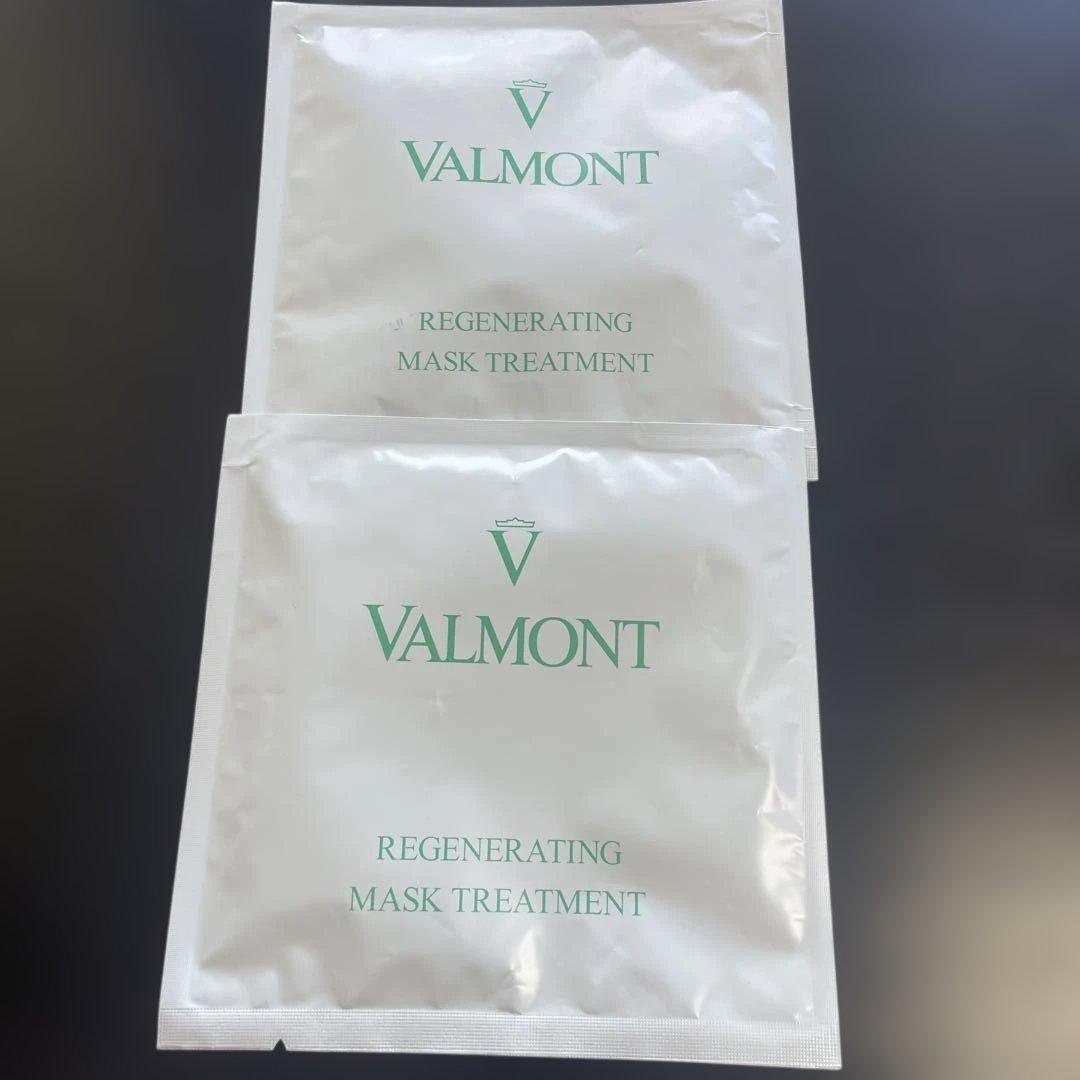 V
VALMONT
REGENERATING
MASK TREATMENT
V
VALMONT
REGENERATING
MASK TREATMENT